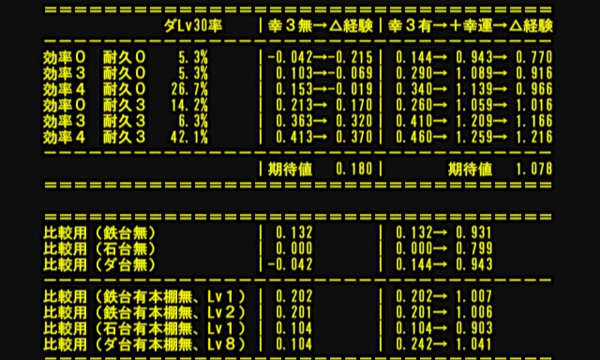 ====================================
ダLv30率 |幸3無→△経験 |幸3有→+幸運→△経験
------------------------------------
効率0 耐久0 5.3% |-0.042→-0.215 | 0.144→ 0.943→ 0.770
効率3 耐久0 5.3% | 0.103→-0.069 | 0.290→ 1.089→ 0.916
効率4 耐久0 26.7% | 0.153→-0.019 | 0.340→ 1.139→ 0.966
効率0 耐久3 14.2% | 0.213→ 0.170 | 0.260→ 1.059→ 1.016
効率3 耐久3 6.3% | 0.363→ 0.320 | 0.410→ 1.209→ 1.166
効率4 耐久3 42.1% | 0.413→ 0.370 | 0.460→ 1.259→ 1.216
------------------------------------
|期待値 0.180| 期待値 1.078
====================================
====================================
比較用(鉄台無) | 0.132 | 0.132→ 0.931
比較用(石台無) | 0.000 | 0.000→ 0.799
比較用(ダ台無) |-0.042 | 0.144→ 0.943
------------------------------------
比較用(鉄台有本棚無、Lv1)| 0.202 | 0.202→ 1.007
比較用(鉄台有本棚無、Lv2)| 0.201 | 0.201→ 1.006
比較用(石台有本棚無、Lv1)| 0.104 | 0.104→ 0.903
比較用(ダ台有本棚無、Lv8)| 0.104 | 0.242→ 1.041
====================================